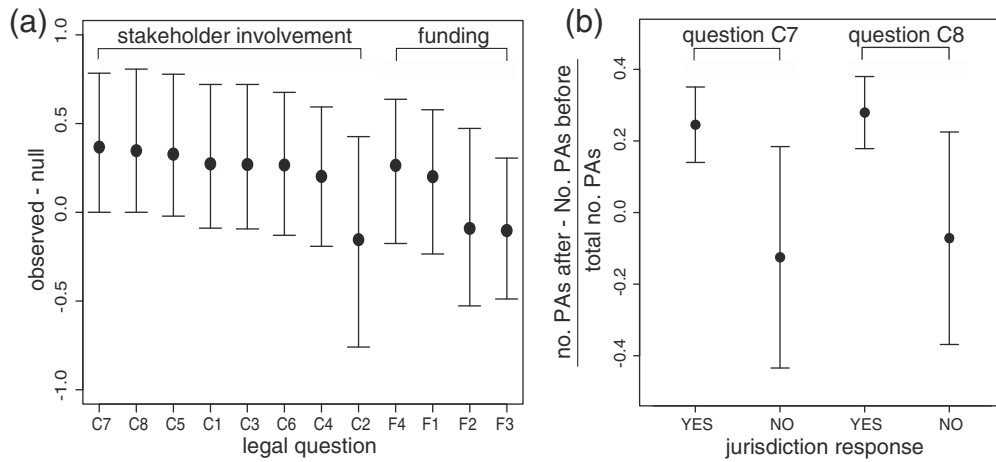 (a)
stakeholder involvement
funding
observed - null
1.0
0.5
0.0
-0.5
-1.0
C7 C8 C5 C1 C3 C6 C4 C2 F4 F1 F2 F3
legal question
(b)
question C7
question C8
no. PAs after - No. PAs before
total no. PAs
0.4
0.2
0.0
-0.2
-0.4
YES NO YES NO
jurisdiction response